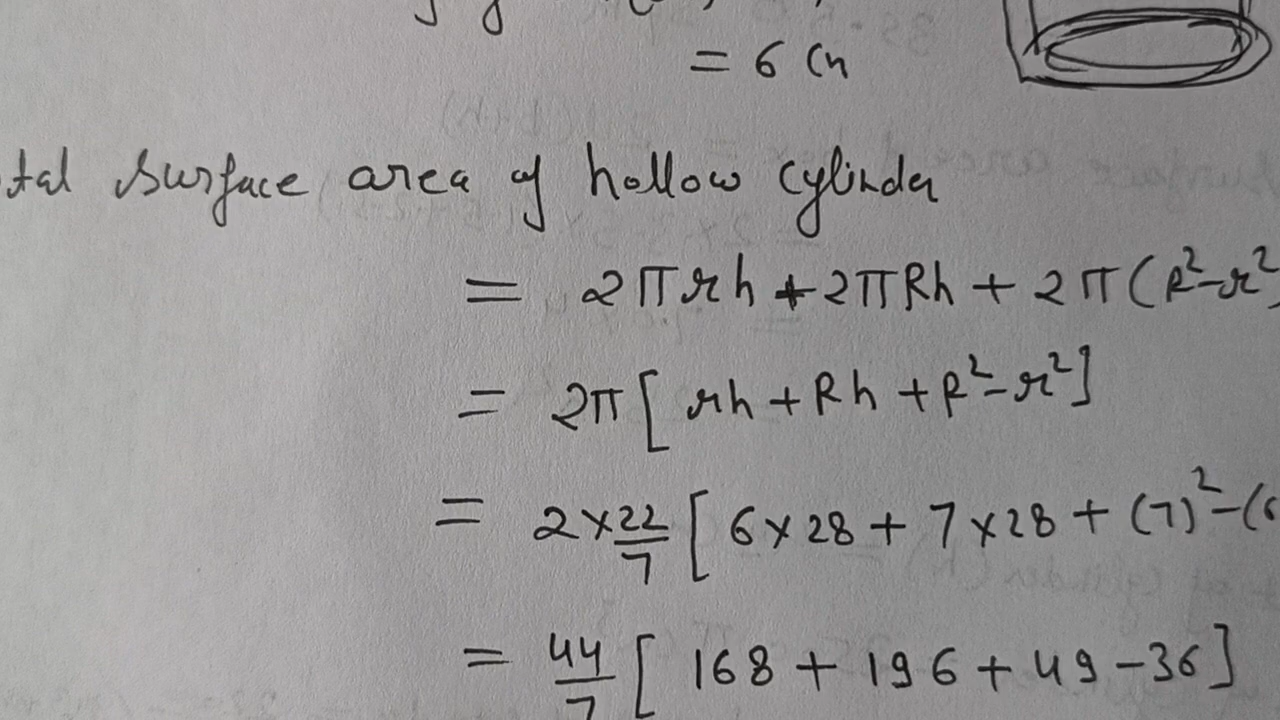 = 6 Cm
tal surface area of hollow cylinder
= 2πrh + 2πRh + 2π(R²-r²)
= 2π[ rh + Rh + R²-r²]
= 2 × 22/7 [ 6×28 + 7×28 + (7)²-(6
= 44/7 [ 168 + 196 + 49 - 36]